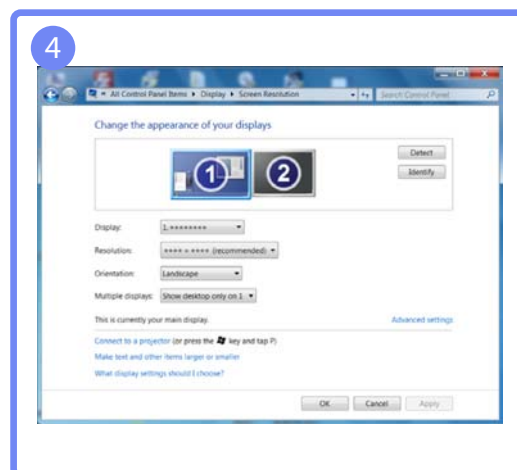 4
All Control Panel Items ▸ Display ▸ Screen Resolution
Search Control Panel
Change the appearance of your displays
1 2
Detect
Identify
Display: 1. ********
Resolution: **** × **** (recommended)
Orientation: Landscape
Multiple displays: Show desktop only on 1
This is currently your main display. Advanced settings
Connect to a projector (or press the key and tap P)
Make text and other items larger or smaller
What display settings should I choose?
OK Cancel Apply